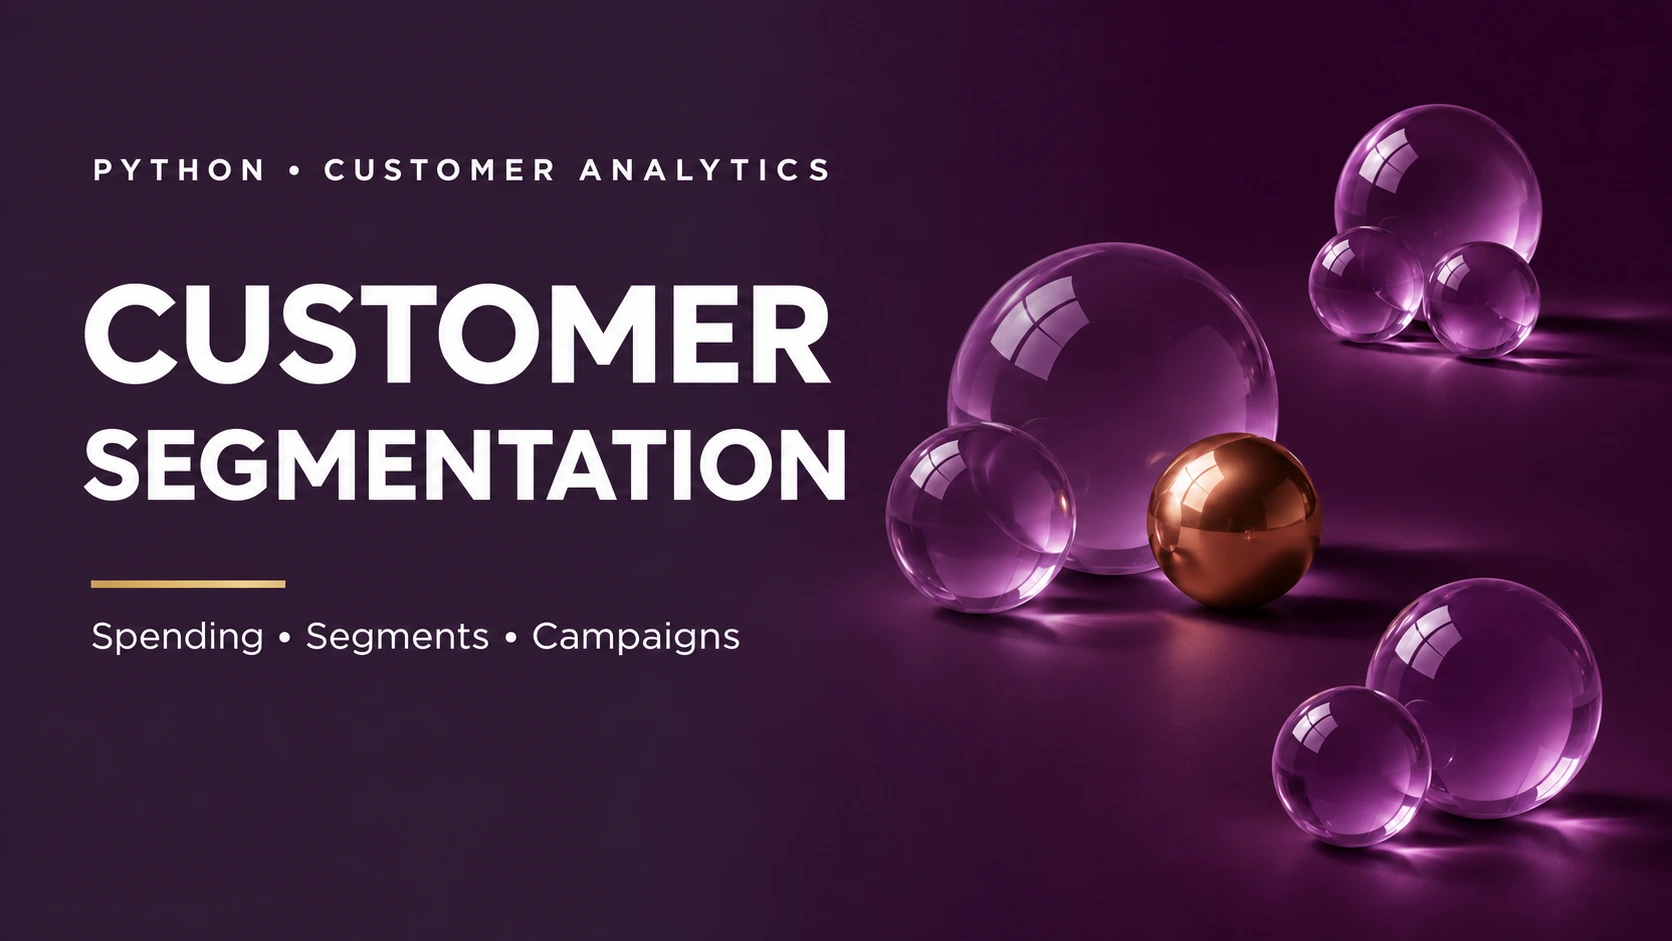 PYTHON • CUSTOMER ANALYTICS
CUSTOMER
SEGMENTATION
Spending • Segments • Campaigns